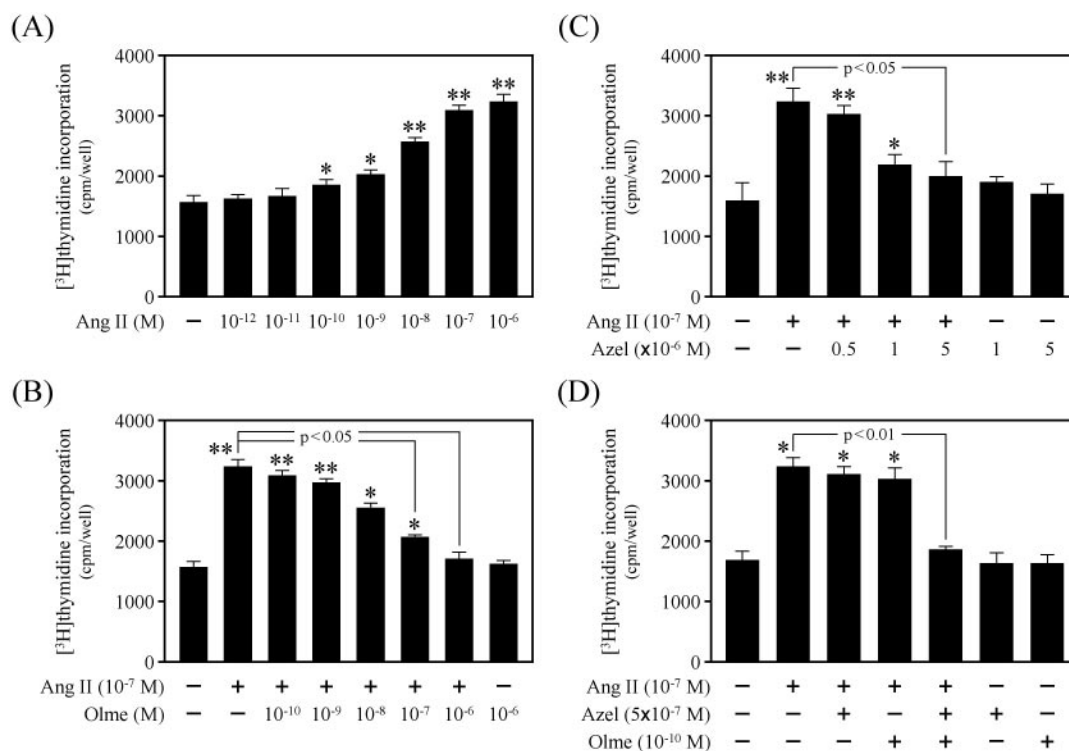 (A)
[³H]thymidine incorporation
(cpm/well)
4000
3000
2000
1000
0
* * ** ** **
Ang II (M) − 10⁻¹² 10⁻¹¹ 10⁻¹⁰ 10⁻⁹ 10⁻⁸ 10⁻⁷ 10⁻⁶
(B)
[³H]thymidine incorporation
(cpm/well)
4000
3000
2000
1000
0
p<0.05
** ** ** * *
Ang II (10⁻⁷ M) − + + + + + + −
Olme (M) − − 10⁻¹⁰ 10⁻⁹ 10⁻⁸ 10⁻⁷ 10⁻⁶ 10⁻⁶
(C)
[³H]thymidine incorporation
(cpm/well)
4000
3000
2000
1000
0
p<0.05
** ** *
Ang II (10⁻⁷ M) − + + + + − −
Azel (x10⁻⁶ M) − − 0.5 1 5 1 5
(D)
[³H]thymidine incorporation
(cpm/well)
4000
3000
2000
1000
0
p<0.01
* * *
Ang II (10⁻⁷ M) − + + + + − −
Azel (5x10⁻⁷ M) − − + − + + −
Olme (10⁻¹⁰ M) − − − + + − +